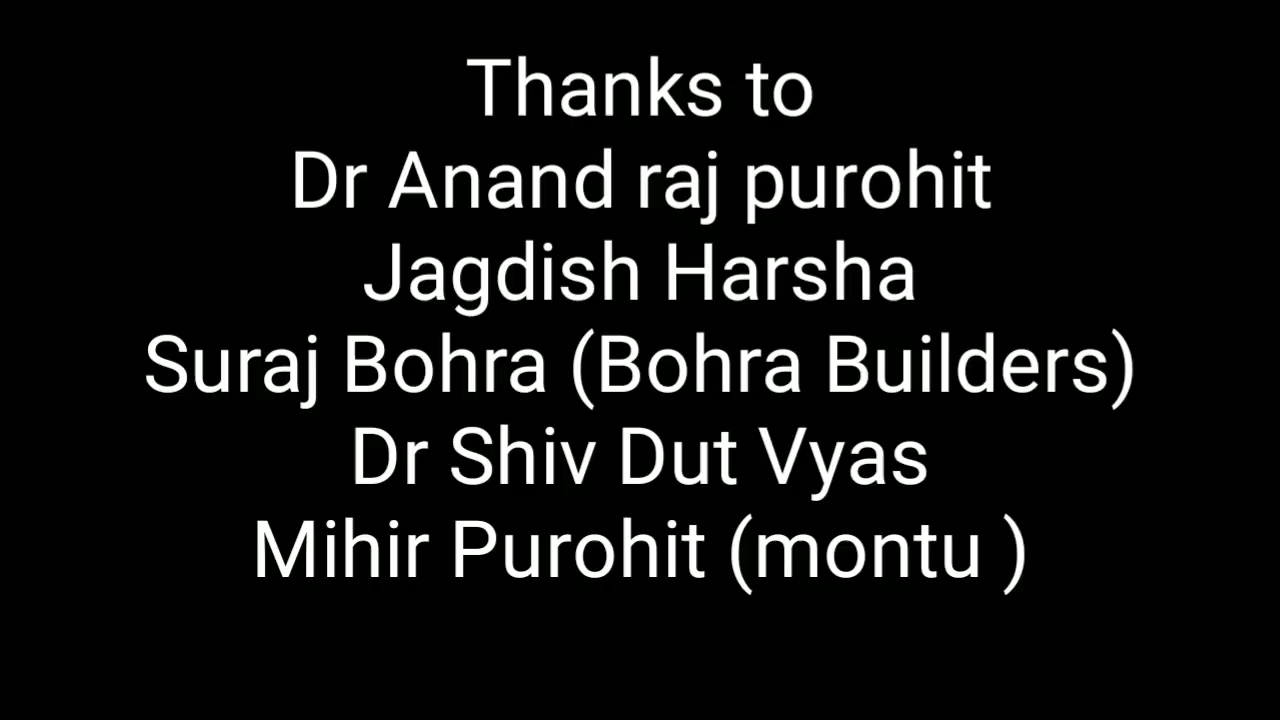 Thanks to
Dr Anand raj purohit
Jagdish Harsha
Suraj Bohra (Bohra Builders)
Dr Shiv Dut Vyas
Mihir Purohit (montu )